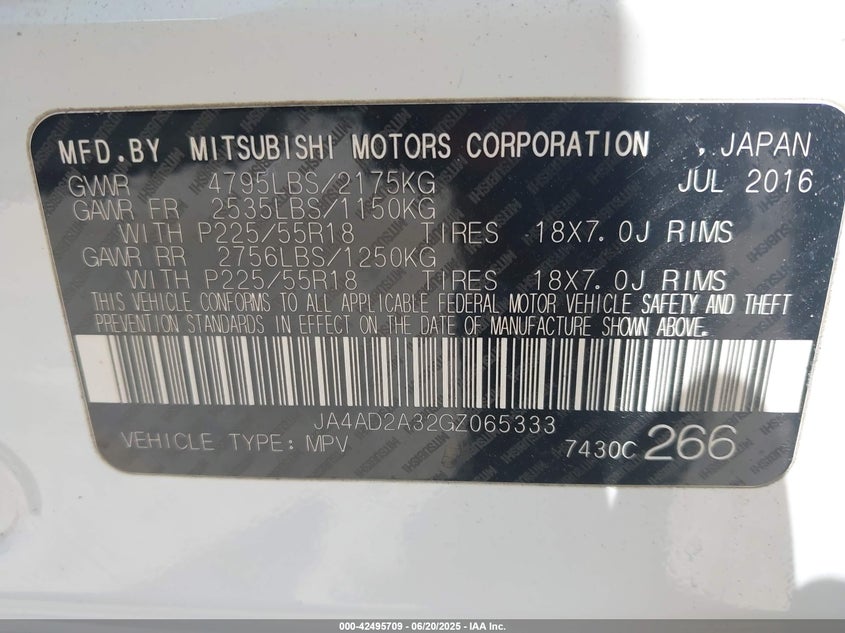 MFD.BY MITSUBISHI MOTORS CORPORATION , JAPAN
GVWR 4795LBS/2175KG JUL 2016
GAWR FR 2535LBS/1150KG
WITH P225/55R18 TIRES 18X7.0J RIMS
GAWR RR 2756LBS/1250KG
WITH P225/55R18 TIRES 18X7.0J RIMS
THIS VEHICLE CONFORMS TO ALL APPLICABLE FEDERAL MOTOR VEHICLE SAFETY AND THEFT
PREVENTION STANDARDS IN EFFECT ON THE DATE OF MANUFACTURE SHOWN ABOVE.
JA4AD2A32GZ065333
VEHICLE TYPE: MPV 7430C 266
000-42495709 - 06/20/2025 - IAA Inc.